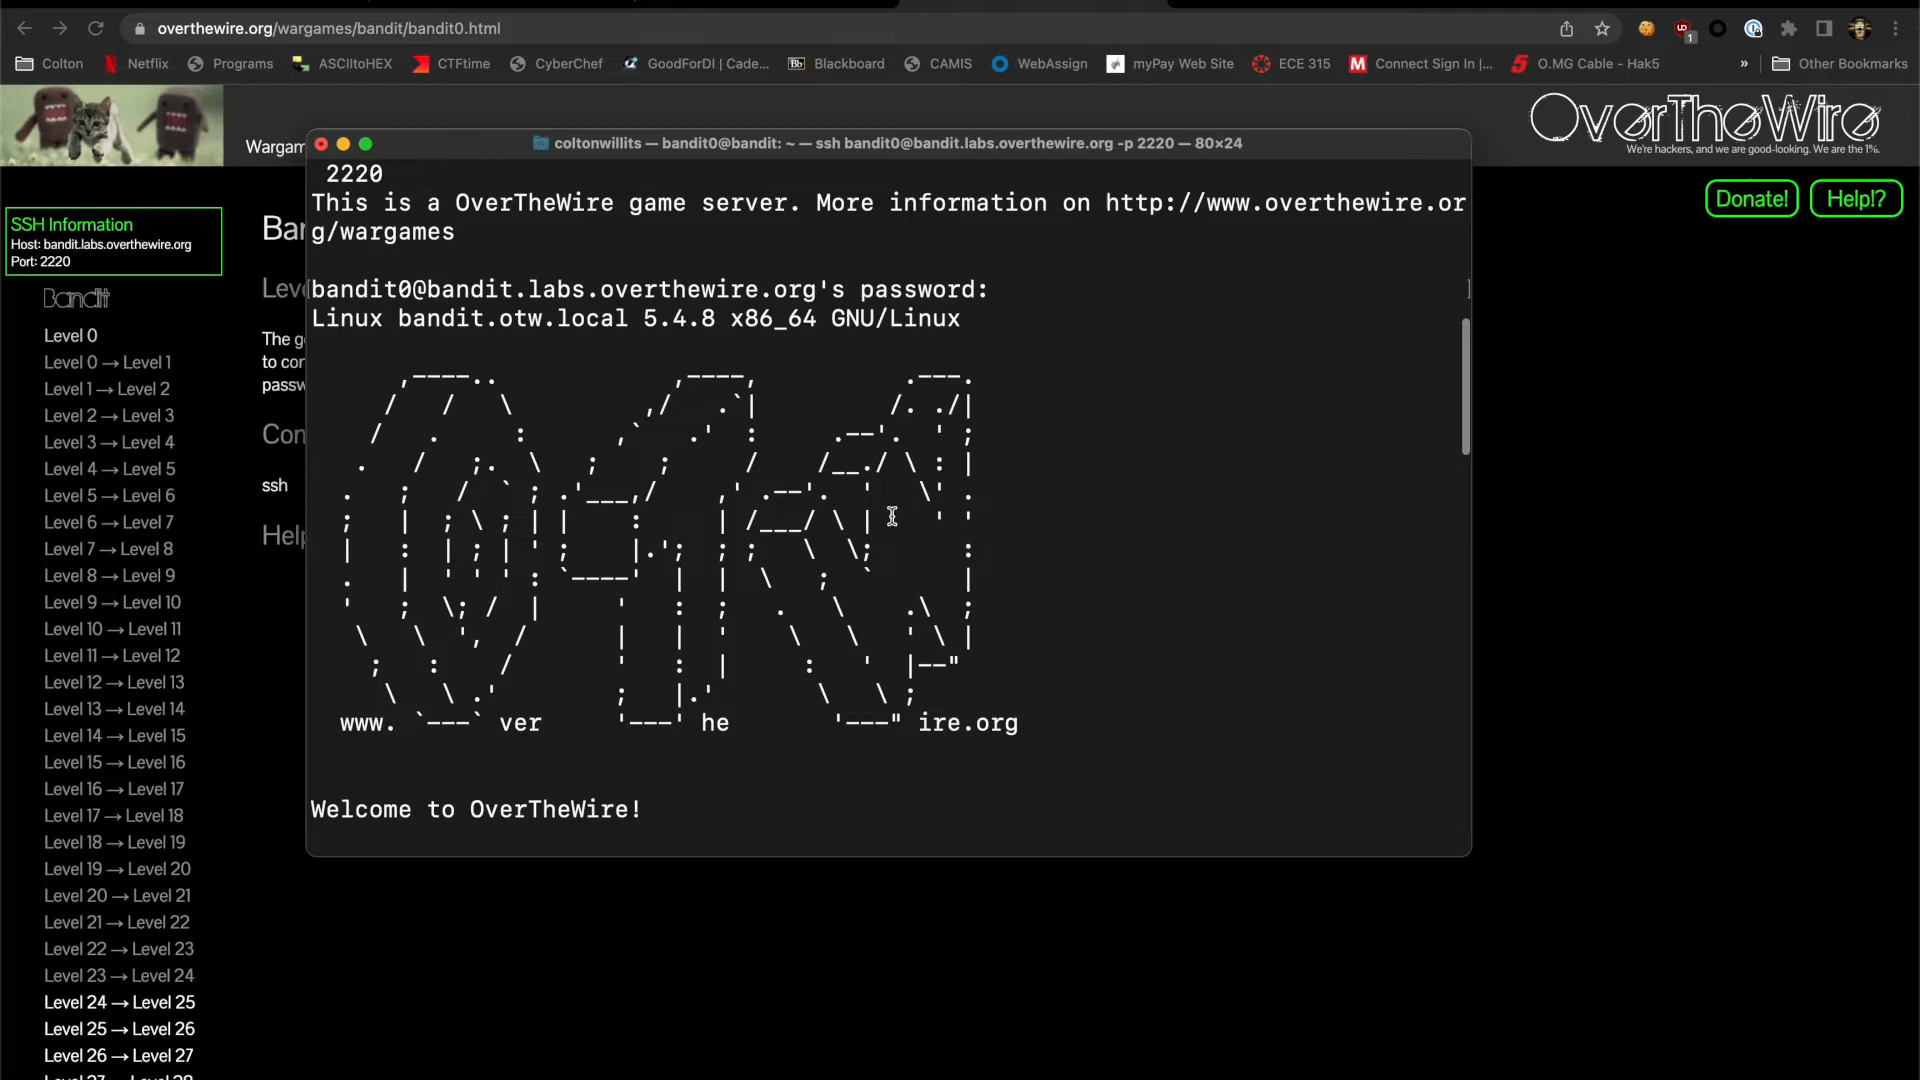 overthewire.org/wargames/bandit/bandit0.html
Colton Netflix Programs ASCIItoHEX CTFtime CyberChef GoodForDI | Cade... Blackboard CAMIS WebAssign myPay Web Site ECE 315 Connect Sign In |... O.MG Cable - Hak5 » Other Bookmarks
OverTheWire
We're hackers, and we are good-looking. We are the 1%.
Wargam
Donate! Help!?
SSH Information
Host: bandit.labs.overthewire.org
Port: 2220
Bandit
Level 0
Level 0 → Level 1
Level 1 → Level 2
Level 2 → Level 3
Level 3 → Level 4
Level 4 → Level 5
Level 5 → Level 6
Level 6 → Level 7
Level 7 → Level 8
Level 8 → Level 9
Level 9 → Level 10
Level 10 → Level 11
Level 11 → Level 12
Level 12 → Level 13
Level 13 → Level 14
Level 14 → Level 15
Level 15 → Level 16
Level 16 → Level 17
Level 17 → Level 18
Level 18 → Level 19
Level 19 → Level 20
Level 20 → Level 21
Level 21 → Level 22
Level 22 → Level 23
Level 23 → Level 24
Level 24 → Level 25
Level 25 → Level 26
Level 26 → Level 27
Ban
Leve
The g
to con
passw
Con
ssh
Help
coltonwillits — bandit0@bandit: ~ — ssh bandit0@bandit.labs.overthewire.org -p 2220 — 80×24
2220
This is a OverTheWire game server. More information on http://www.overthewire.or
g/wargames
bandit0@bandit.labs.overthewire.org's password:
Linux bandit.otw.local 5.4.8 x86_64 GNU/Linux
www. ver he ire.org
Welcome to OverTheWire!